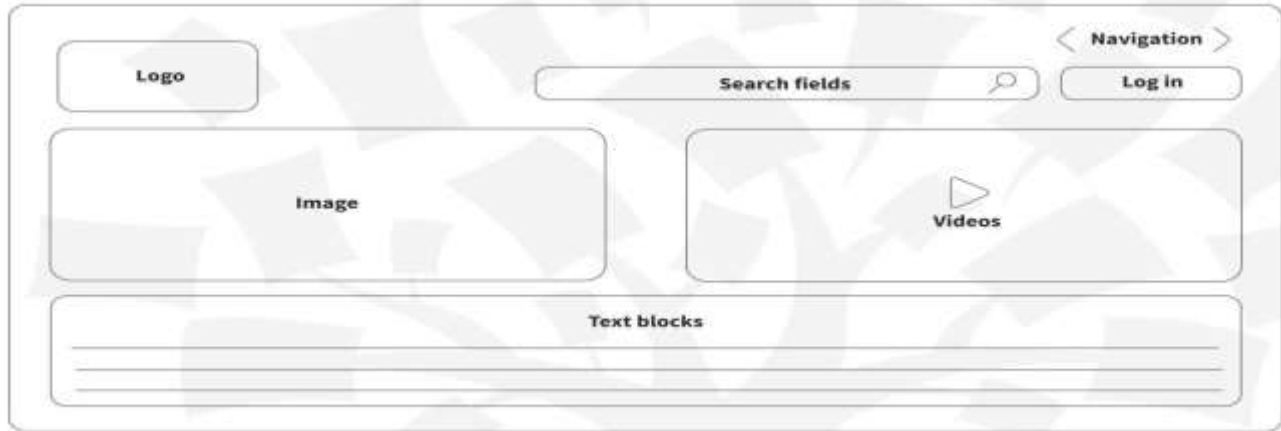 Navigation
Logo
Search fields
Log in
Image
Videos
Text blocks